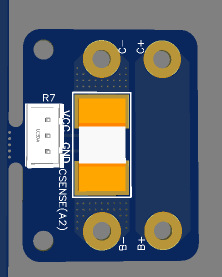 C-
C+
R7
VCC
GND
CSENSE(A2)
B-
B+